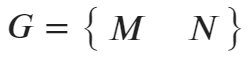 G = { M N }